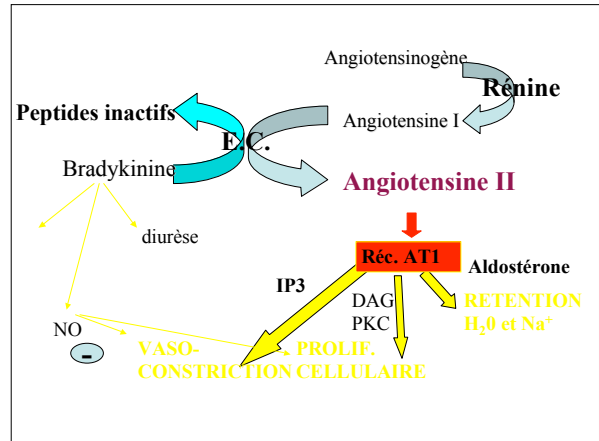 Angiotensinogène
Rénine
Peptides inactifs
Angiotensine I
E.C.
Bradykinine
Angiotensine II
diurèse
Réc. AT1
Aldostérone
IP3
DAG
PKC
RETENTION
H₂0 et Na⁺
NO
-
VASO-
CONSTRICTION
PROLIF.
CELLULAIRE